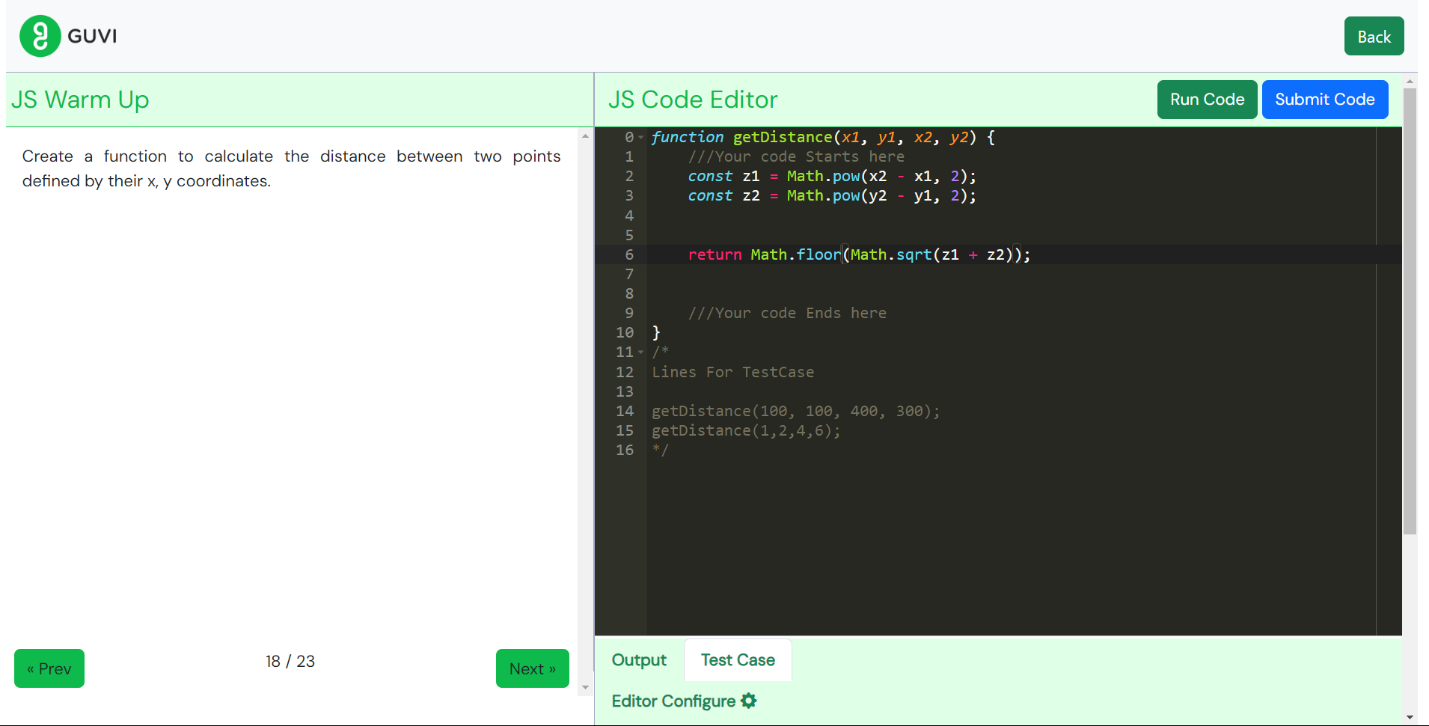 GUVI
Back
JS Warm Up
Create a function to calculate the distance between two points
defined by their x, y coordinates.
« Prev
18 / 23
Next »
JS Code Editor
Run Code
Submit Code
0 function getDistance(x1, y1, x2, y2) {
1 ///Your code Starts here
2 const z1 = Math.pow(x2 - x1, 2);
3 const z2 = Math.pow(y2 - y1, 2);
4
5
6 return Math.floor(Math.sqrt(z1 + z2));
7
8
9 ///Your code Ends here
10 }
11 /*
12 Lines For TestCase
13
14 getDistance(100, 100, 400, 300);
15 getDistance(1,2,4,6);
16 */
Output
Test Case
Editor Configure